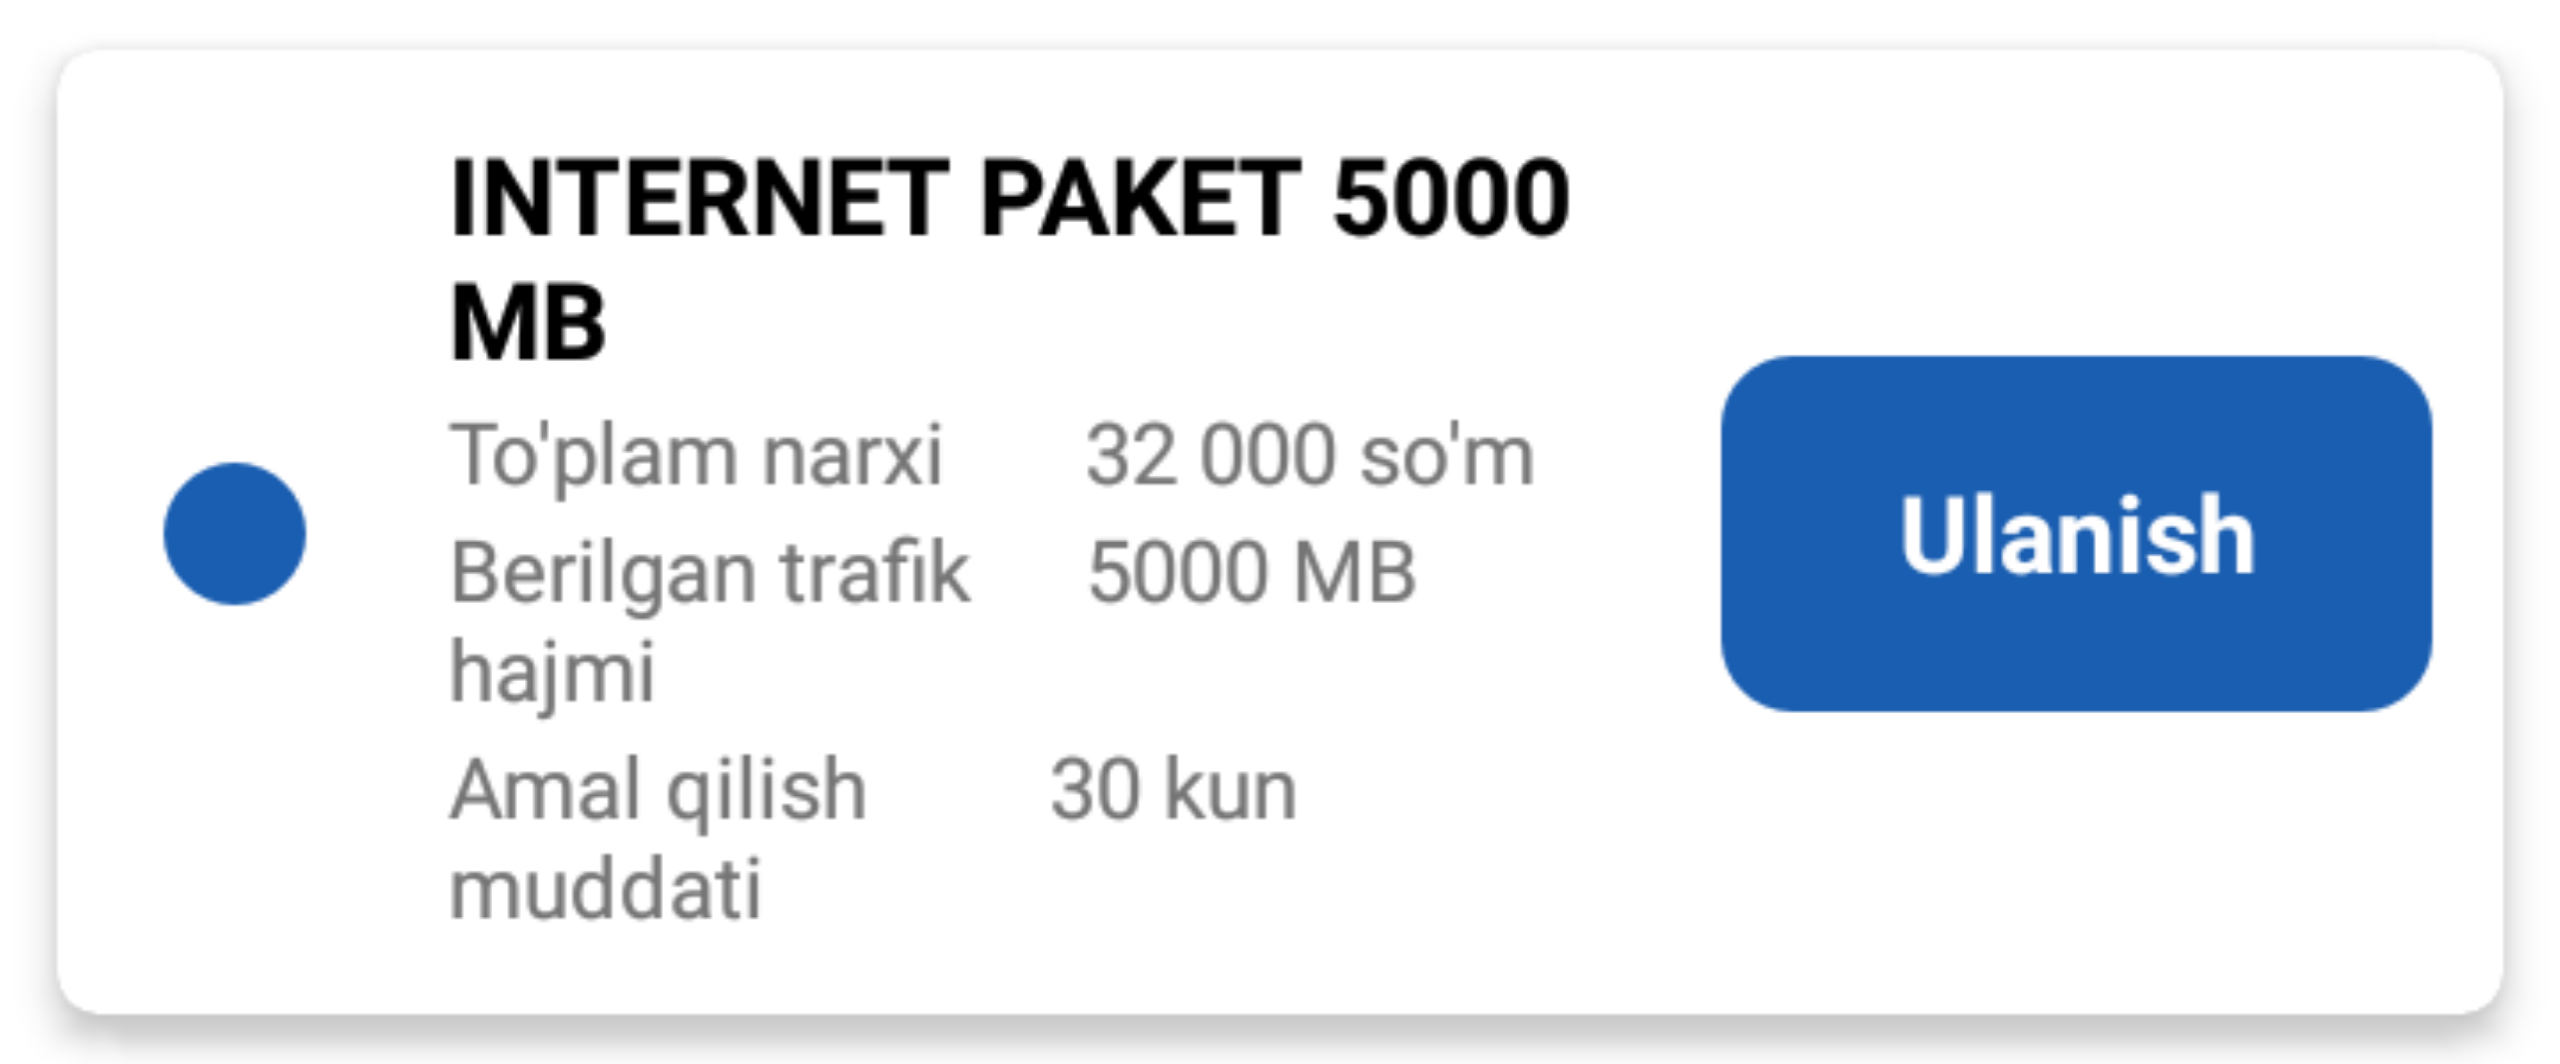 INTERNET PAKET 5000
MB
To'plam narxi 32 000 so'm
Berilgan trafik 5000 MB
hajmi
Amal qilish 30 kun
muddati
Ulanish